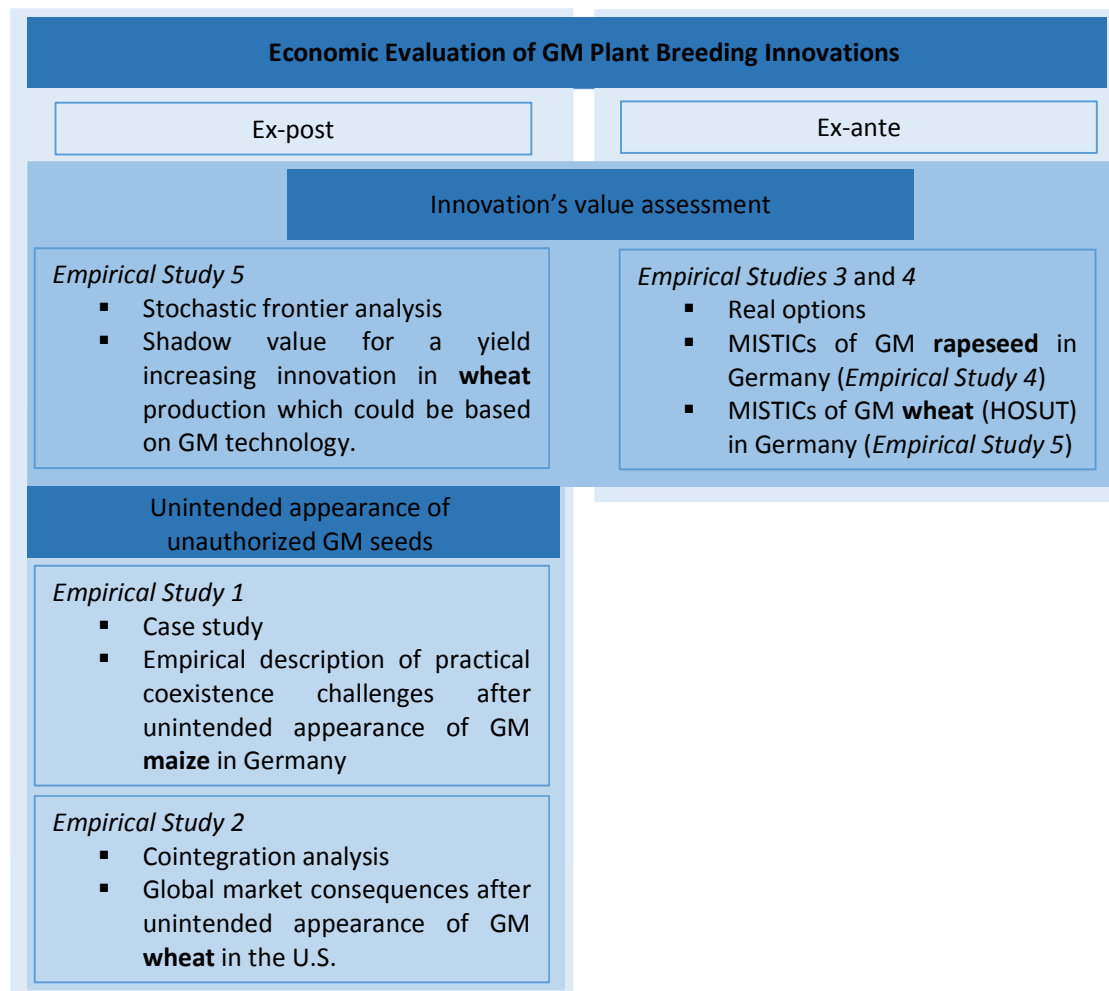 Economic Evaluation of GM Plant Breeding Innovations
Ex-post
Ex-ante
Innovation’s value assessment
Empirical Study 5
▪ Stochastic frontier analysis
▪ Shadow value for a yield
increasing innovation in wheat
production which could be based
on GM technology.
Empirical Studies 3 and 4
▪ Real options
▪ MISTICs of GM rapeseed in
Germany (Empirical Study 4)
▪ MISTICs of GM wheat (HOSUT)
in Germany (Empirical Study 5)
Unintended appearance of
unauthorized GM seeds
Empirical Study 1
▪ Case study
▪ Empirical description of practical
coexistence challenges after
unintended appearance of GM
maize in Germany
Empirical Study 2
▪ Cointegration analysis
▪ Global market consequences after
unintended appearance of GM
wheat in the U.S.